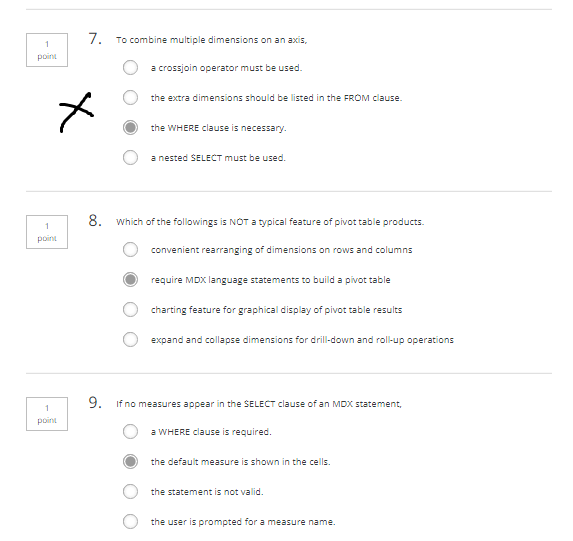 1
point
7. To combine multiple dimensions on an axis,
a crossjoin operator must be used.
the extra dimensions should be listed in the FROM clause.
the WHERE clause is necessary.
a nested SELECT must be used.
1
point
8. Which of the followings is NOT a typical feature of pivot table products.
convenient rearranging of dimensions on rows and columns
require MDX language statements to build a pivot table
charting feature for graphical display of pivot table results
expand and collapse dimensions for drill-down and roll-up operations
1
point
9. If no measures appear in the SELECT clause of an MDX statement,
a WHERE clause is required.
the default measure is shown in the cells.
the statement is not valid.
the user is prompted for a measure name.